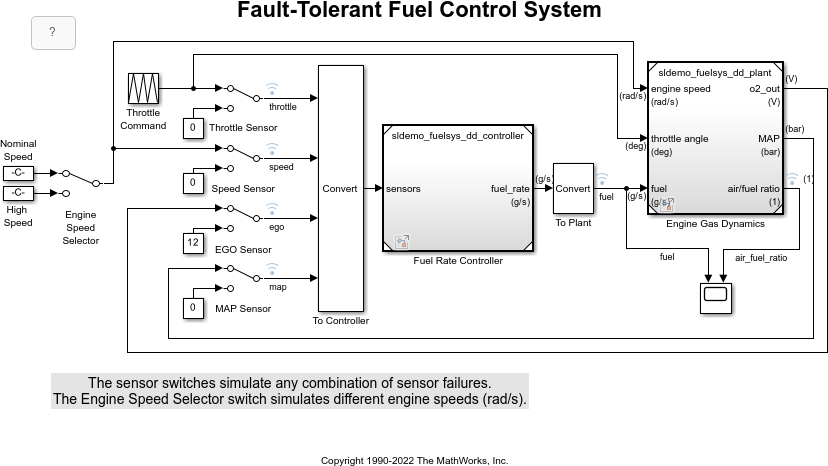 Fault-Tolerant Fuel Control System
?
Throttle
Command
0
Throttle Sensor
throttle
Nominal
Speed
-C-
-C-
High
Speed
Engine
Speed
Selector
0
Speed Sensor
speed
12
EGO Sensor
ego
0
MAP Sensor
map
Convert
To Controller
sldemo_fuelsys_dd_controller
sensors
fuel_rate
(g/s)
Fuel Rate Controller
(g/s)
Convert
To Plant
fuel
(rad/s)
(deg)
(g/s)
sldemo_fuelsys_dd_plant
engine speed
(rad/s)
o2_out
(V)
throttle angle
(deg)
MAP
(bar)
fuel
(g/s)
air/fuel ratio
(1)
Engine Gas Dynamics
(V)
(bar)
(1)
fuel
air_fuel_ratio
The sensor switches simulate any combination of sensor failures.
The Engine Speed Selector switch simulates different engine speeds (rad/s).
Copyright 1990-2022 The MathWorks, Inc.